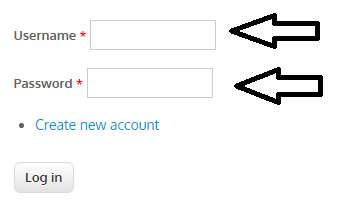 Username *
Password *
Create new account
Log in